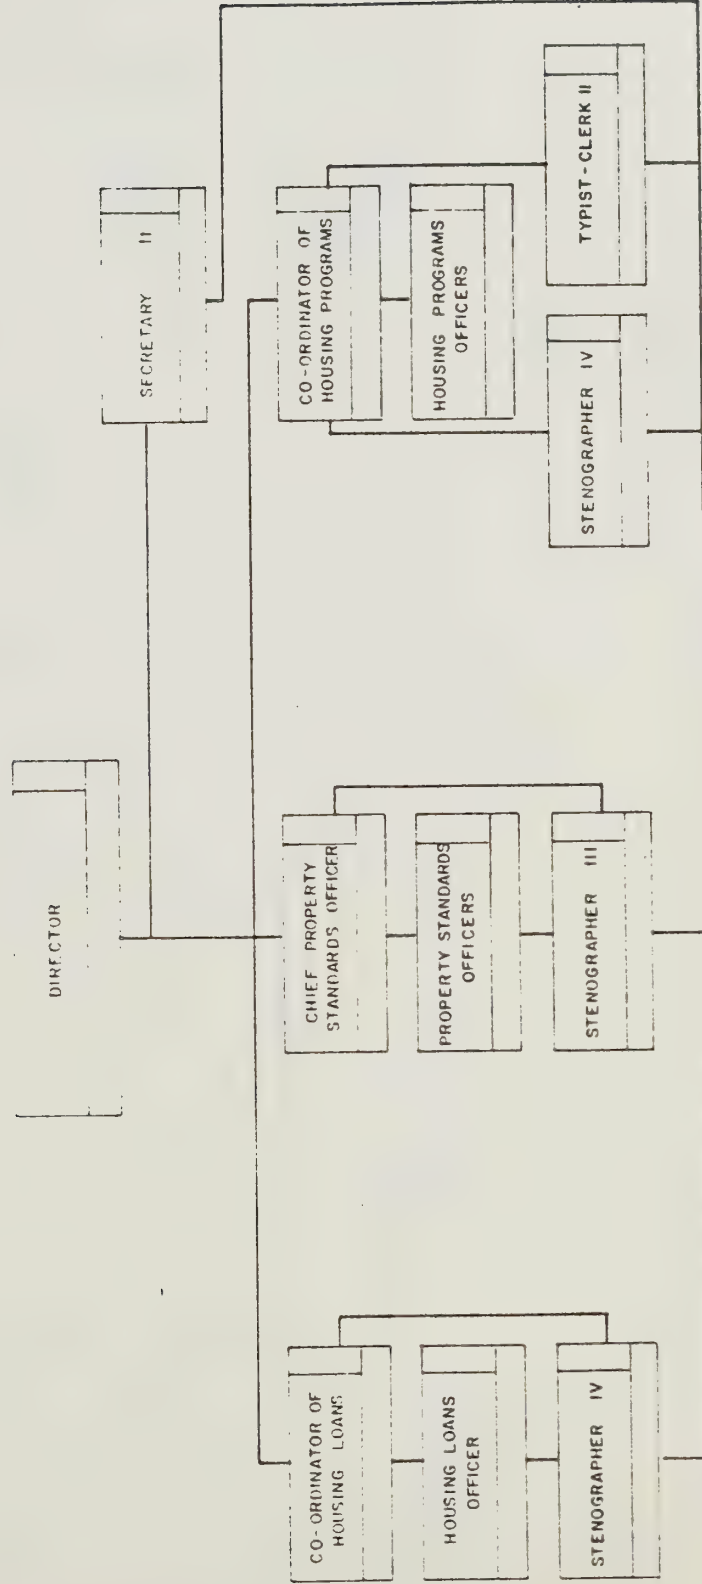 DIRECTOR
SECRETARY II
CO-ORDINATOR OF
HOUSING LOANS
CHIEF PROPERTY
STANDARDS OFFICER
CO-ORDINATOR OF
HOUSING PROGRAMS
HOUSING LOANS
OFFICER
PROPERTY STANDARDS
OFFICERS
HOUSING PROGRAMS
OFFICERS
STENOGRAPHER IV
STENOGRAPHER III
STENOGRAPHER IV
TYPIST-CLERK II